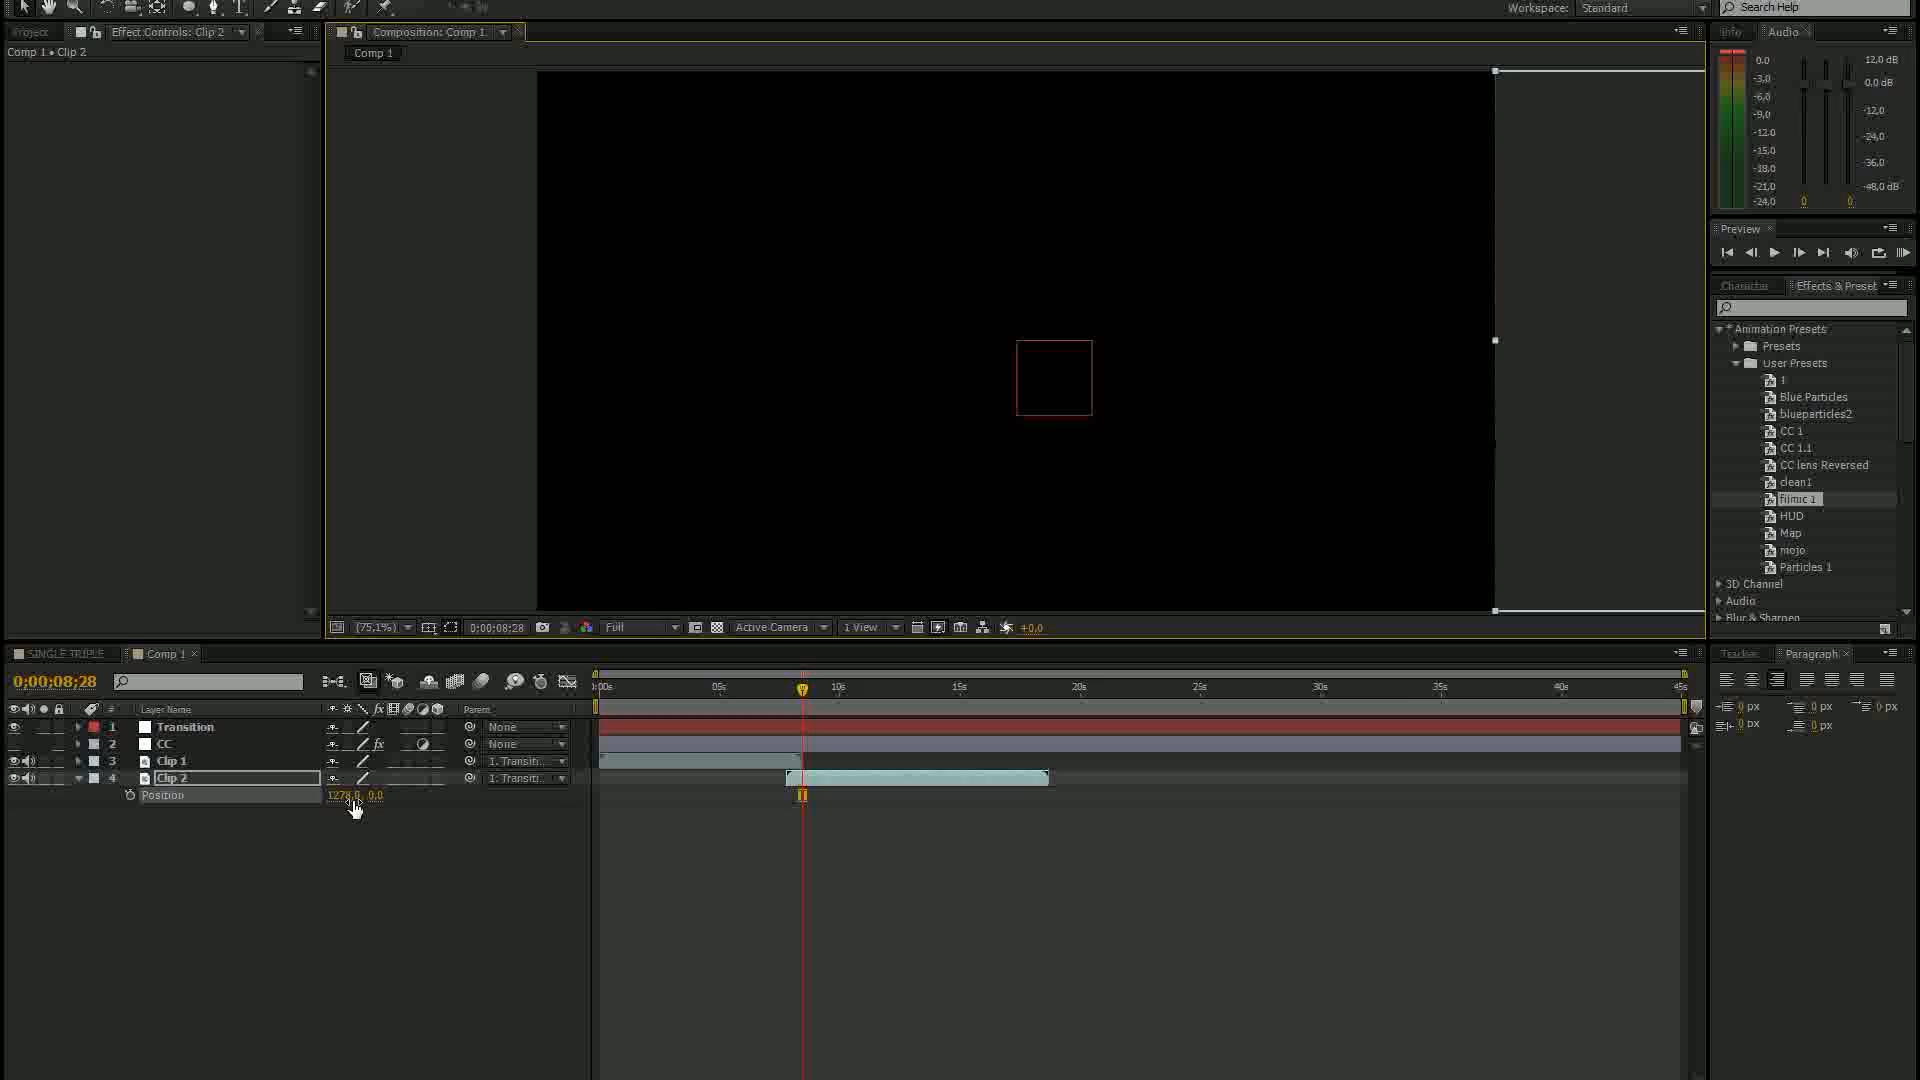 Workspace: Standard
Search Help
Project
Effect Controls: Clip 2
Composition: Comp 1
Info
Audio
Comp 1 • Clip 2
Comp 1
0.0
-3,0
-6,0
-9,0
-12.0
-15,0
-18,0
-21,0
-24,0
12,0 dB
0.0 dB
-12,0
-24,0
-36,0
-48,0 dB
0
0
Preview
Character
Effects & Preset
* Animation Presets
Presets
User Presets
1
Blue Particles
blueparticles2
CC 1
CC 1.1
CC lens Reversed
clean1
filmic 1
HUD
Map
mojo
Particles 1
3D Channel
Audio
Blur & Sharpen
(75,1%)
0;00;08;28
Full
Active Camera
1 View
+0,0
SINGLE TRIPLE
Comp 1
0;00;08;28
:00s
05s
10s
15s
20s
25s
30s
35s
40s
45s
# Layer Name
Parent
1 Transition
None
2 CC
None
3 Clip 1
1. Transiti...
4 Clip 2
1. Transiti...
Position
1278,0, 0,0
Tracker
Paragraph
0 px
0 px
0 px
0 px
0 px